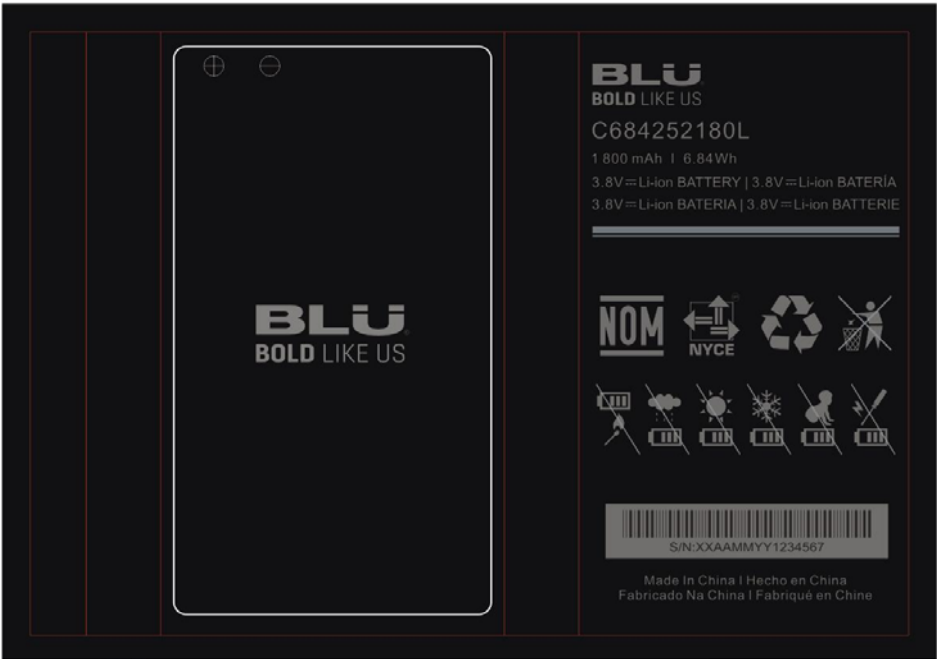 BLU
BOLD LIKE US
BLU
BOLD LIKE US
C684252180L
1800 mAh I 6.84Wh
3.8V⎓Li-ion BATTERY | 3.8V⎓Li-ion BATERÍA
3.8V⎓Li-ion BATERIA | 3.8V⎓Li-ion BATTERIE
NOM
NYCE
S/N:XXAAMMYY1234567
Made In China I Hecho en China
Fabricado Na China I Fabriqué en Chine